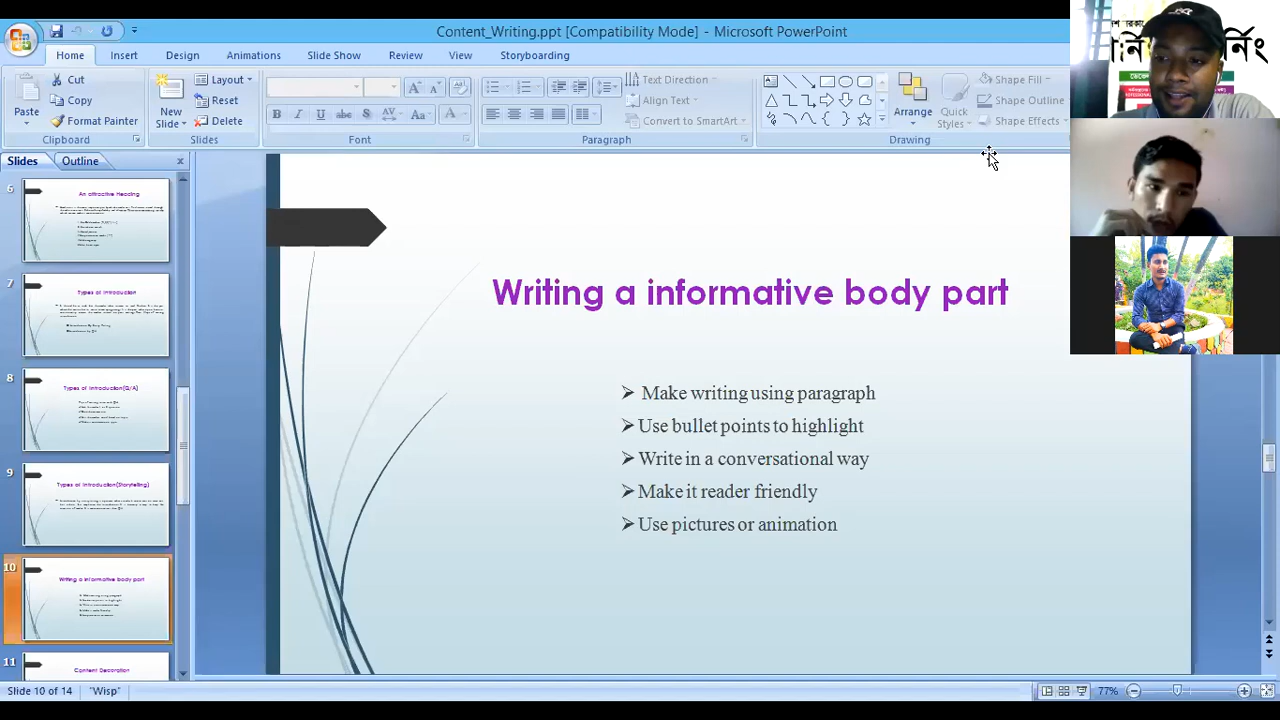 Content_Writing.ppt [Compatibility Mode] - Microsoft PowerPoint
Home Insert Design Animations Slide Show Review View Storyboarding
Paste
Cut
Copy
Format Painter
Clipboard
New Slide
Layout
Reset
Delete
Slides
Font
Paragraph
Text Direction
Align Text
Convert to SmartArt
Arrange
Quick Styles
Shape Fill
Shape Outline
Shape Effects
Drawing
Slides Outline
6
An attractive Heading
7
Types of Introduction
8
Types of Introduction(Q/A)
9
Types of Introduction(Storytelling)
10
Writing a informative body part
11
Content Decoration
Writing a informative body part
Make writing using paragraph
Use bullet points to highlight
Write in a conversational way
Make it reader friendly
Use pictures or animation
Slide 10 of 14 "Wisp" 77%